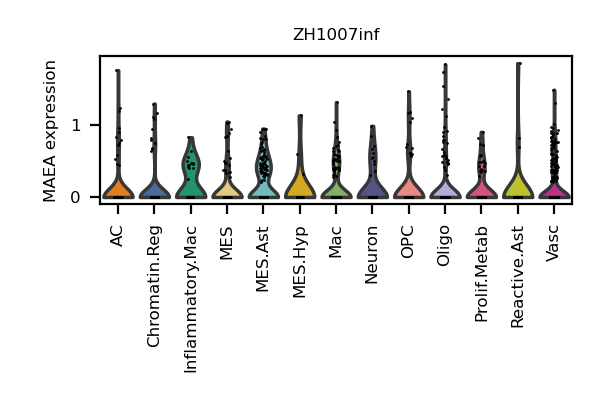 ZH1007inf
MAEA expression
1
0
AC
Chromatin.Reg
Inflammatory.Mac
MES
MES.Ast
MES.Hyp
Mac
Neuron
OPC
Oligo
Prolif.Metab
Reactive.Ast
Vasc